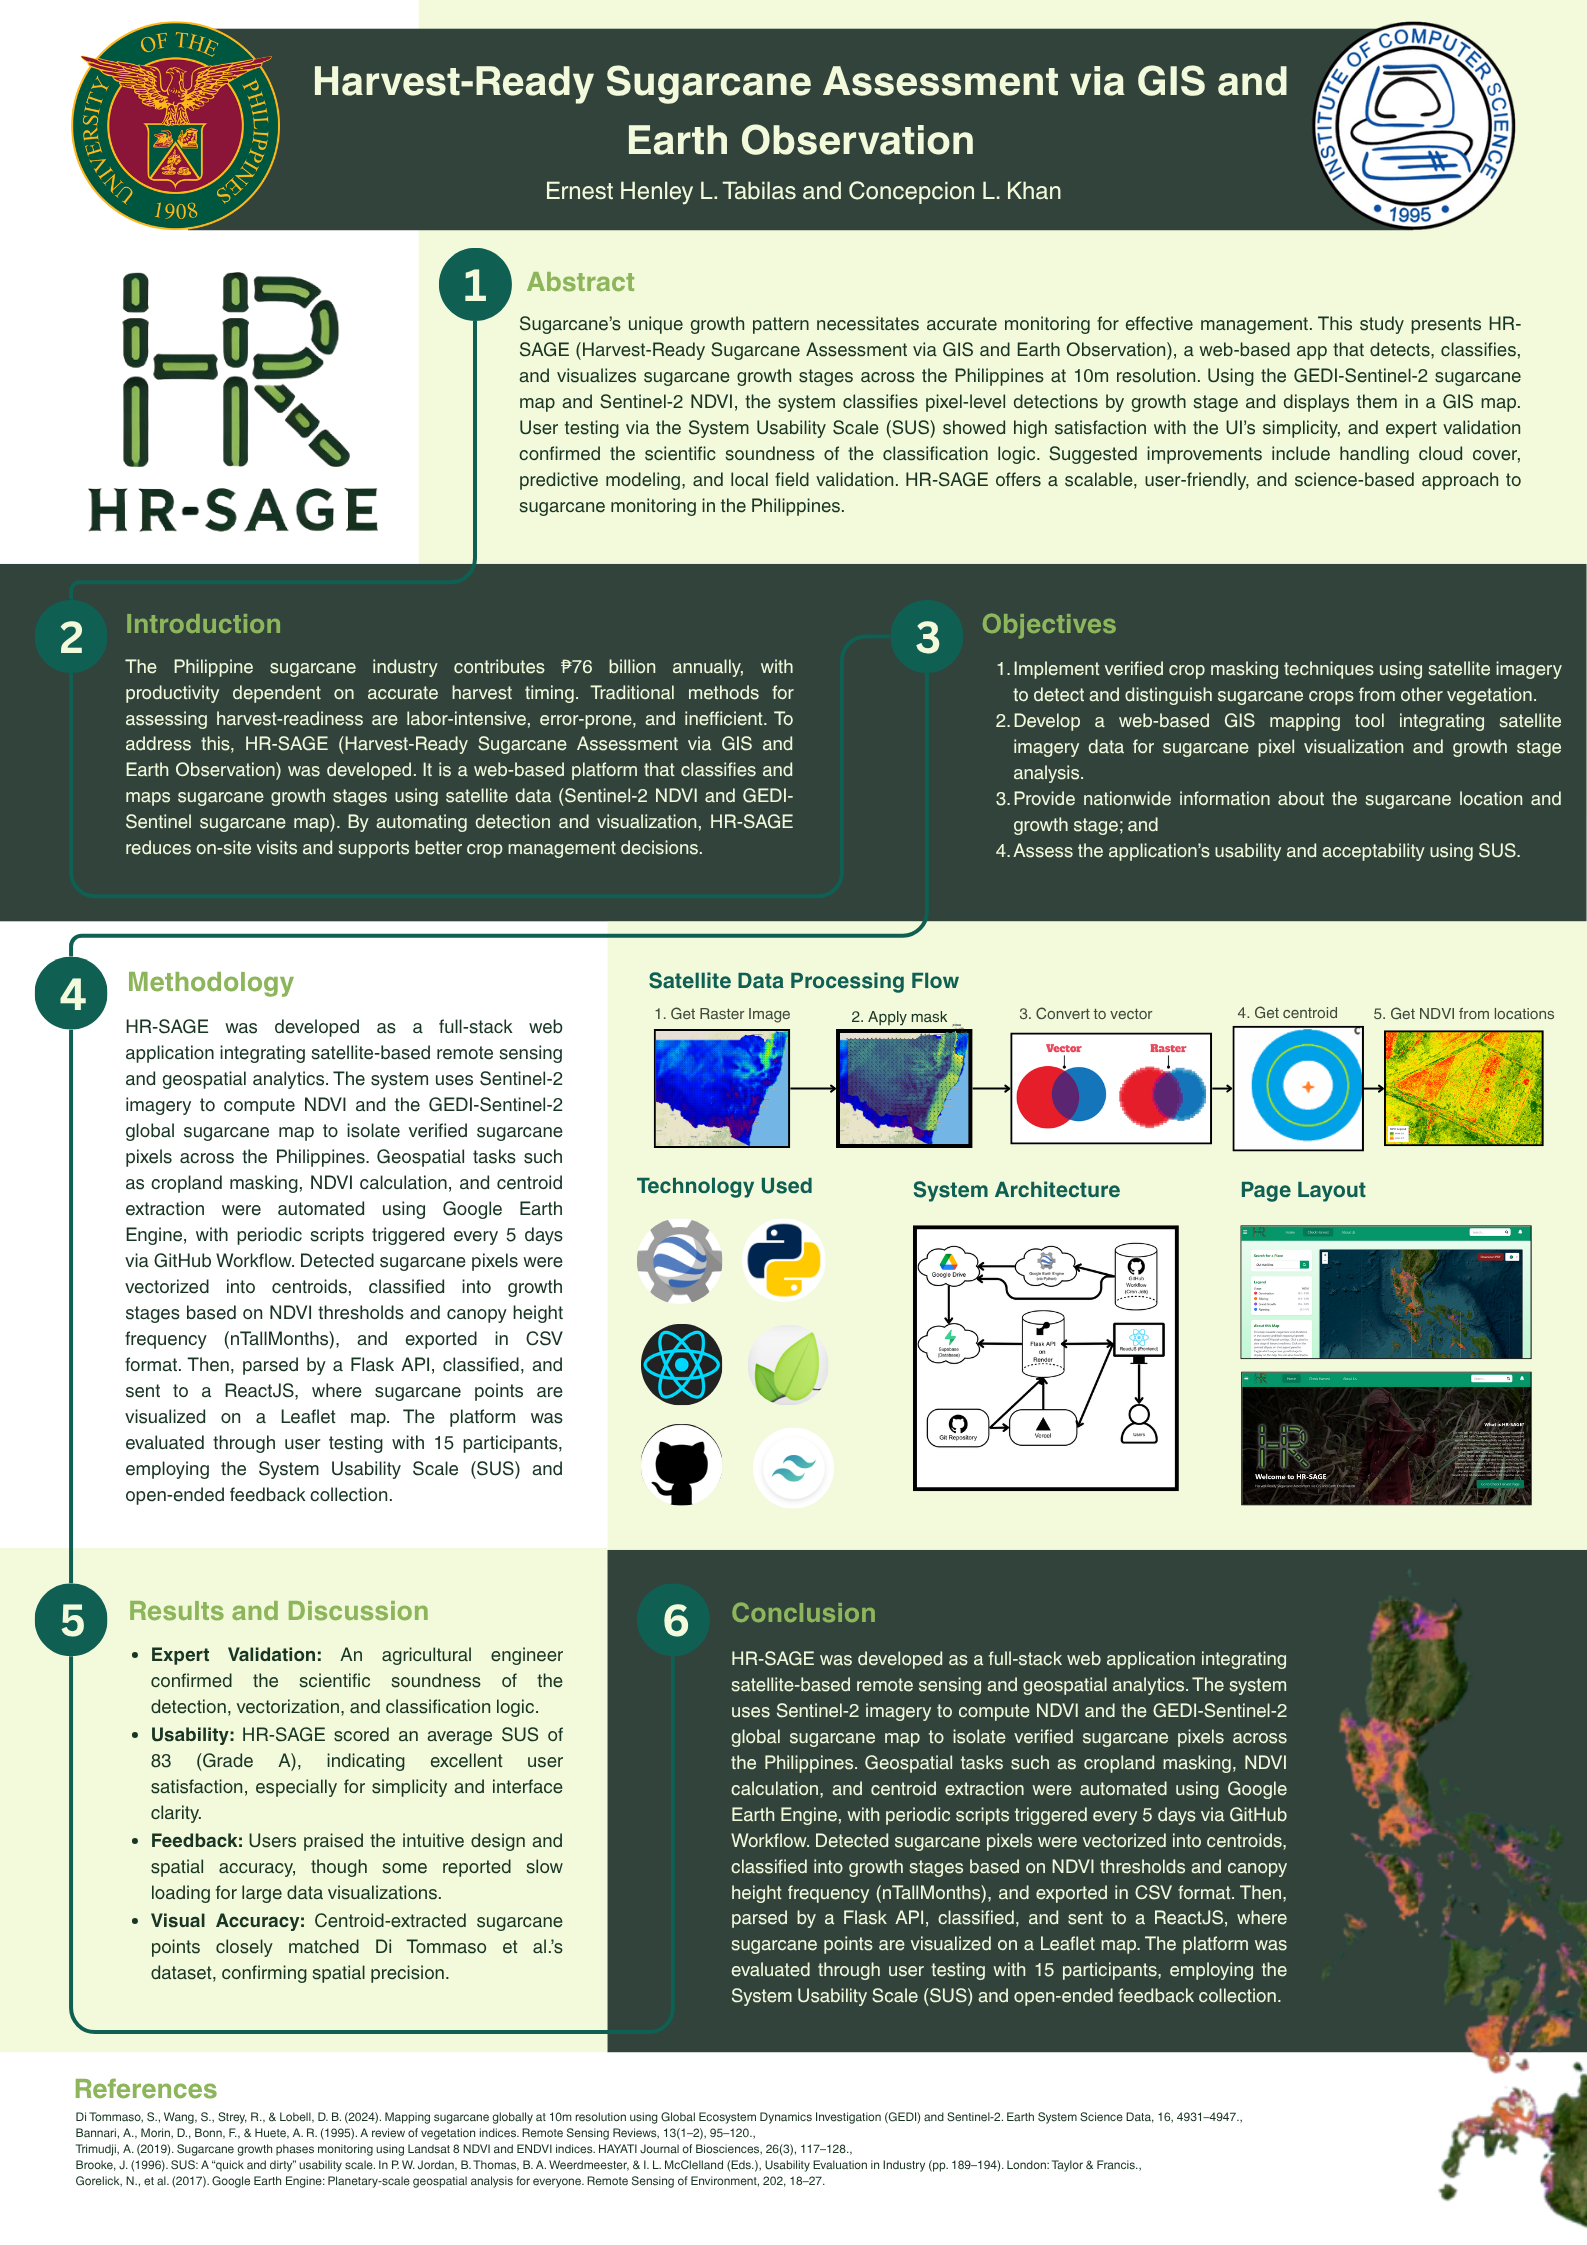 UNIVERSITY OF THE PHILIPPINES
1908
Harvest-Ready Sugarcane Assessment via GIS and
Earth Observation
Ernest Henley L. Tabilas and Concepcion L. Khan
INSTITUTE OF COMPUTER SCIENCE
• 1995 •
HR-SAGE
1
Abstract
Sugarcane’s unique growth pattern necessitates accurate monitoring for effective management. This study presents HR-
SAGE (Harvest-Ready Sugarcane Assessment via GIS and Earth Observation), a web-based app that detects, classifies,
and visualizes sugarcane growth stages across the Philippines at 10m resolution. Using the GEDI-Sentinel-2 sugarcane
map and Sentinel-2 NDVI, the system classifies pixel-level detections by growth stage and displays them in a GIS map.
User testing via the System Usability Scale (SUS) showed high satisfaction with the UI’s simplicity, and expert validation
confirmed the scientific soundness of the classification logic. Suggested improvements include handling cloud cover,
predictive modeling, and local field validation. HR-SAGE offers a scalable, user-friendly, and science-based approach to
sugarcane monitoring in the Philippines.
2
Introduction
The Philippine sugarcane industry contributes ₱76 billion annually, with
productivity dependent on accurate harvest timing. Traditional methods for
assessing harvest-readiness are labor-intensive, error-prone, and inefficient. To
address this, HR-SAGE (Harvest-Ready Sugarcane Assessment via GIS and
Earth Observation) was developed. It is a web-based platform that classifies and
maps sugarcane growth stages using satellite data (Sentinel-2 NDVI and GEDI-
Sentinel sugarcane map). By automating detection and visualization, HR-SAGE
reduces on-site visits and supports better crop management decisions.
3
Objectives
1. Implement verified crop masking techniques using satellite imagery
to detect and distinguish sugarcane crops from other vegetation.
2. Develop a web-based GIS mapping tool integrating satellite
imagery data for sugarcane pixel visualization and growth stage
analysis.
3. Provide nationwide information about the sugarcane location and
growth stage; and
4. Assess the application’s usability and acceptability using SUS.
4
Methodology
HR-SAGE was developed as a full-stack web
application integrating satellite-based remote sensing
and geospatial analytics. The system uses Sentinel-2
imagery to compute NDVI and the GEDI-Sentinel-2
global sugarcane map to isolate verified sugarcane
pixels across the Philippines. Geospatial tasks such
as cropland masking, NDVI calculation, and centroid
extraction were automated using Google Earth
Engine, with periodic scripts triggered every 5 days
via GitHub Workflow. Detected sugarcane pixels were
vectorized into centroids, classified into growth
stages based on NDVI thresholds and canopy height
frequency (nTallMonths), and exported in CSV
format. Then, parsed by a Flask API, classified, and
sent to a ReactJS, where sugarcane points are
visualized on a Leaflet map. The platform was
evaluated through user testing with 15 participants,
employing the System Usability Scale (SUS) and
open-ended feedback collection.
Satellite Data Processing Flow
1. Get Raster Image
2. Apply mask
3. Convert to vector
4. Get centroid
5. Get NDVI from locations
Vector
Raster
Technology Used
System Architecture
Page Layout
Google Drive
Google Earth Engine
(via Python)
GitHub
Workflow
(Cron Job)
Supabase
(Database)
Flask API
on
Render
ReactJS (Frontend)
Git Repository
Vercel
Users
Search for a Place
Legend
About this Map
What is HR-SAGE?
Welcome to HR-SAGE
5
Results and Discussion
• Expert Validation: An agricultural engineer
confirmed the scientific soundness of the
detection, vectorization, and classification logic.
• Usability: HR-SAGE scored an average SUS of
83 (Grade A), indicating excellent user
satisfaction, especially for simplicity and interface
clarity.
• Feedback: Users praised the intuitive design and
spatial accuracy, though some reported slow
loading for large data visualizations.
• Visual Accuracy: Centroid-extracted sugarcane
points closely matched Di Tommaso et al.’s
dataset, confirming spatial precision.
6
Conclusion
HR-SAGE was developed as a full-stack web application integrating
satellite-based remote sensing and geospatial analytics. The system
uses Sentinel-2 imagery to compute NDVI and the GEDI-Sentinel-2
global sugarcane map to isolate verified sugarcane pixels across
the Philippines. Geospatial tasks such as cropland masking, NDVI
calculation, and centroid extraction were automated using Google
Earth Engine, with periodic scripts triggered every 5 days via GitHub
Workflow. Detected sugarcane pixels were vectorized into centroids,
classified into growth stages based on NDVI thresholds and canopy
height frequency (nTallMonths), and exported in CSV format. Then,
parsed by a Flask API, classified, and sent to a ReactJS, where
sugarcane points are visualized on a Leaflet map. The platform was
evaluated through user testing with 15 participants, employing the
System Usability Scale (SUS) and open-ended feedback collection.
References
Di Tommaso, S., Wang, S., Strey, R., & Lobell, D. B. (2024). Mapping sugarcane globally at 10m resolution using Global Ecosystem Dynamics Investigation (GEDI) and Sentinel-2. Earth System Science Data, 16, 4931–4947.,
Bannari, A., Morin, D., Bonn, F., & Huete, A. R. (1995). A review of vegetation indices. Remote Sensing Reviews, 13(1–2), 95–120.,
Trimudji, A. (2019). Sugarcane growth phases monitoring using Landsat 8 NDVI and ENDVI indices. HAYATI Journal of Biosciences, 26(3), 117–128.,
Brooke, J. (1996). SUS: A “quick and dirty” usability scale. In P. W. Jordan, B. Thomas, B. A. Weerdmeester, & I. L. McClelland (Eds.), Usability Evaluation in Industry (pp. 189–194). London: Taylor & Francis.,
Gorelick, N., et al. (2017). Google Earth Engine: Planetary-scale geospatial analysis for everyone. Remote Sensing of Environment, 202, 18–27.